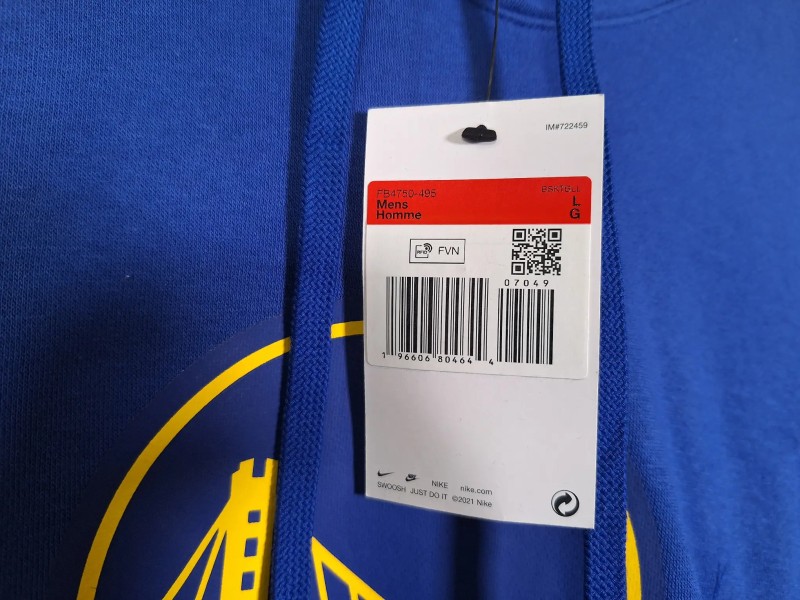 IM#722459
FB4750-495
Mens
Homme
L
G
RFID FVN
07049
1 96606 80464 4
NIKE nike.com
SWOOSH JUST DO IT ©2021 Nike